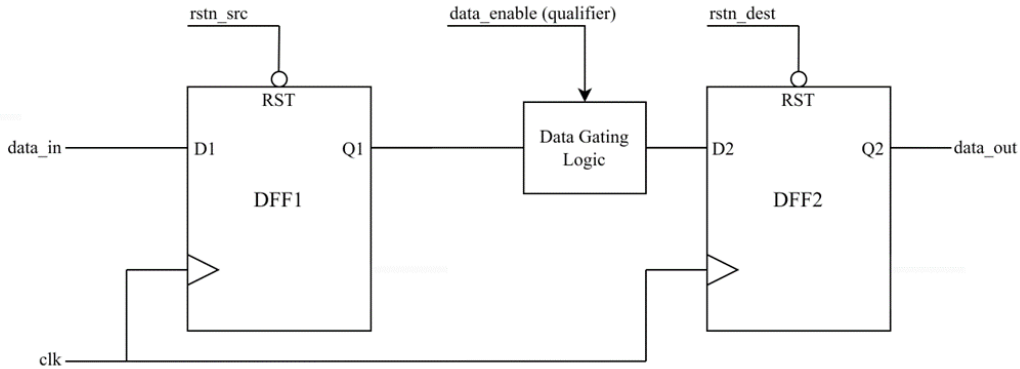 rstn_src
data_enable (qualifier)
rstn_dest
RST
RST
data_in
D1
Q1
Data Gating
Logic
D2
Q2
data_out
DFF1
DFF2
clk